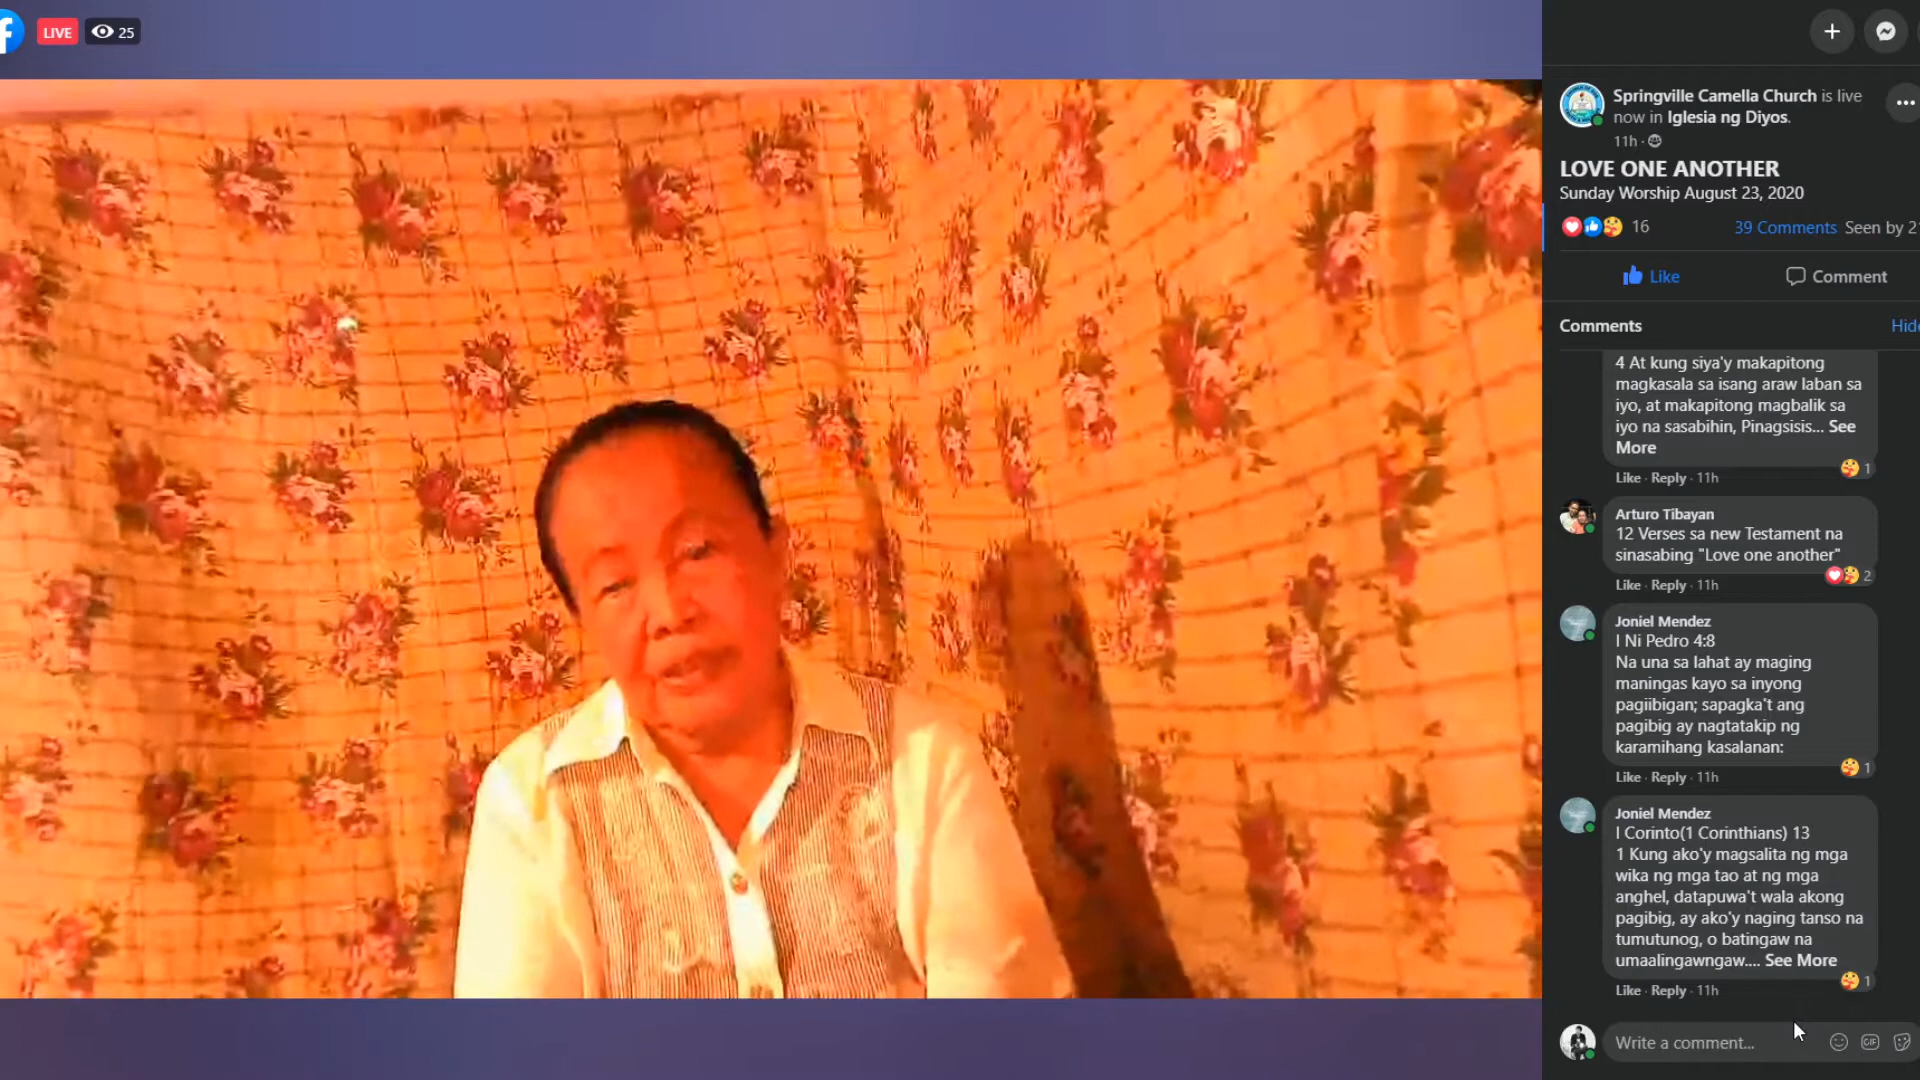 LIVE 25
Springville Camella Church is live
now in Iglesia ng Diyos.
11h ·
LOVE ONE ANOTHER
Sunday Worship August 23, 2020
16 39 Comments Seen by 21
Like Comment
Comments
4 At kung siya'y makapitong
magkasala sa isang araw laban sa
iyo, at makapitong magbalik sa
iyo na sasabihin, Pinagsisis... See
More
1
Like · Reply · 11h
Arturo Tibayan
12 Verses sa new Testament na
sinasabing "Love one another"
2
Like · Reply · 11h
Joniel Mendez
I Ni Pedro 4:8
Na una sa lahat ay maging
maningas kayo sa inyong
pagiibigan; sapagka't ang
pagibig ay nagtatakip ng
karamihang kasalanan:
1
Like · Reply · 11h
Joniel Mendez
I Corinto(1 Corinthians) 13
1 Kung ako'y magsalita ng mga
wika ng mga tao at ng mga
anghel, datapuwa't wala akong
pagibig, ay ako'y naging tanso na
tumutunog, o batingaw na
umaalingawngaw.... See More
1
Like · Reply · 11h
Write a comment...
GIF